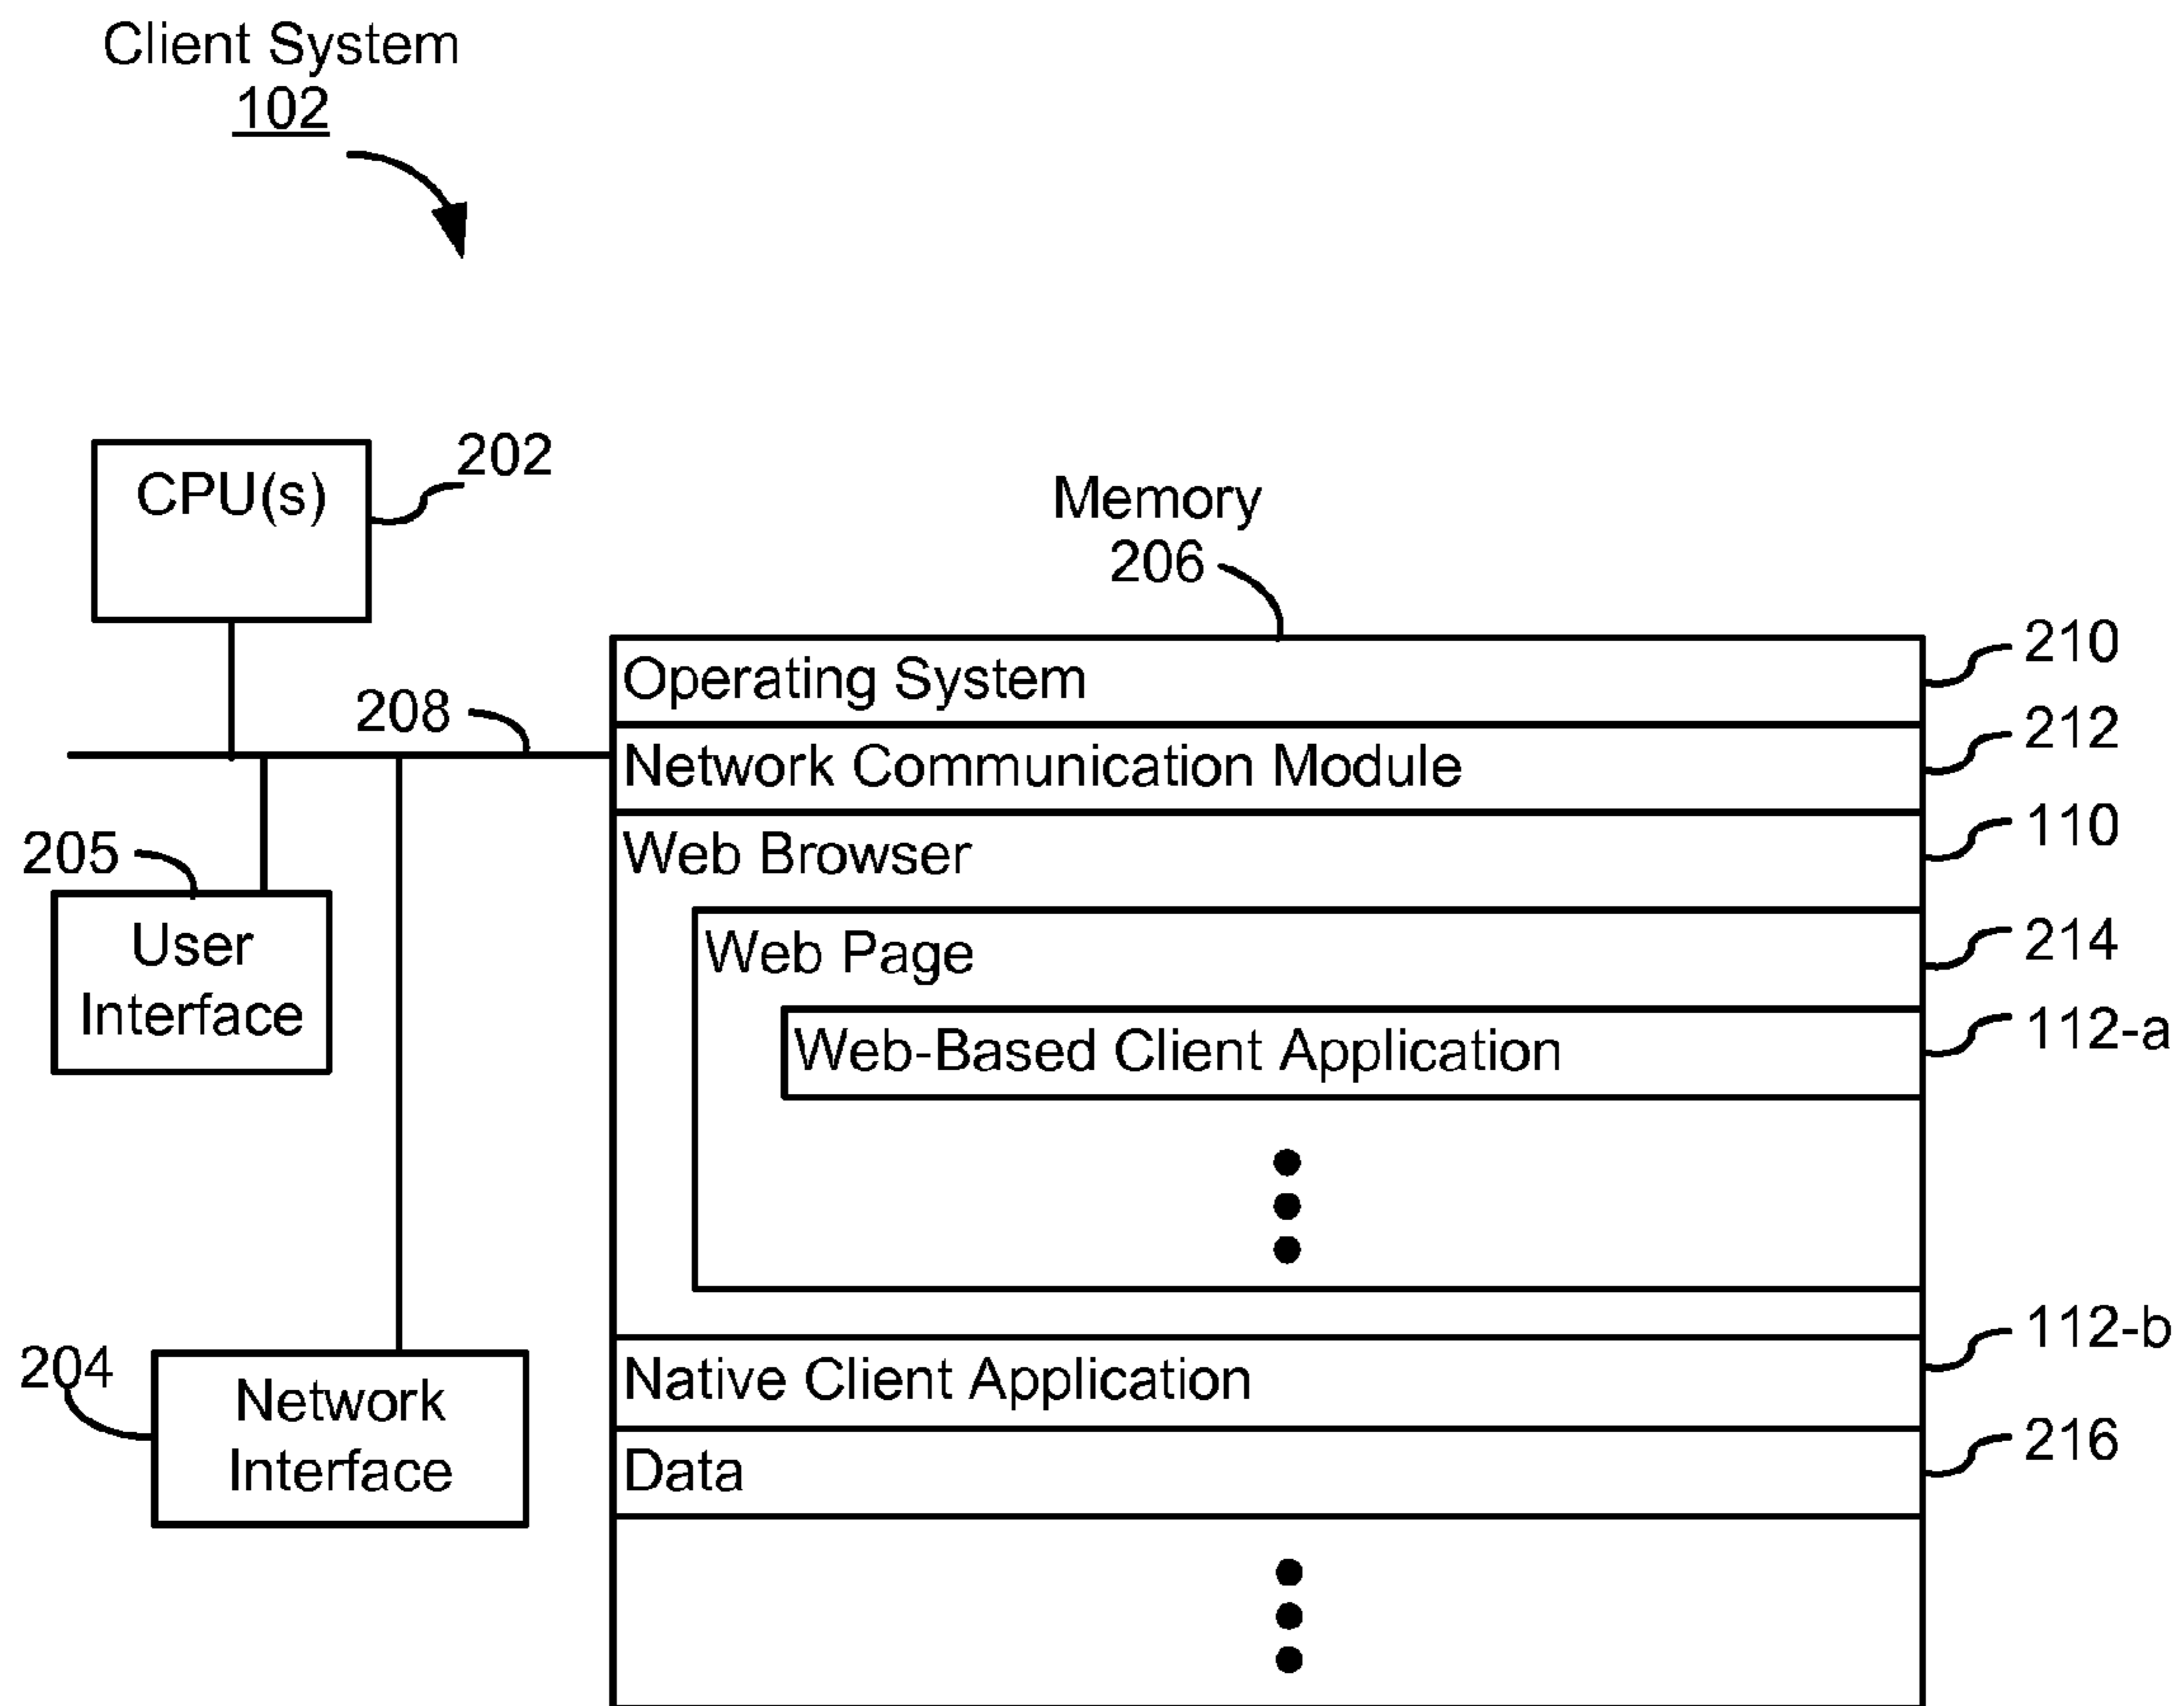 Client System
102
CPU(s)
202
Memory
206
Operating System
210
208
Network Communication Module
212
Web Browser
110
205
User
Interface
Web Page
214
Web-Based Client Application
112-a
Native Client Application
112-b
204
Network
Interface
Data
216